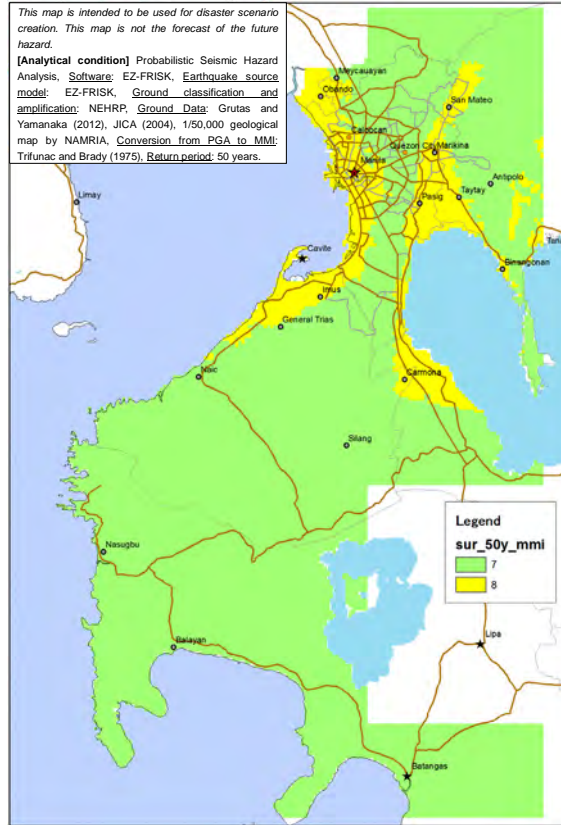 This map is intended to be used for disaster scenario
creation. This map is not the forecast of the future
hazard.
[Analytical condition] Probabilistic Seismic Hazard
Analysis, Software: EZ-FRISK, Earthquake source
model: EZ-FRISK, Ground classification and
amplification: NEHRP, Ground Data: Grutas and
Yamanaka (2012), JICA (2004), 1/50,000 geological
map by NAMRIA, Conversion from PGA to MMI:
Trifunac and Brady (1975), Return period: 50 years.
Meycauayan
Obando
San Mateo
Caloocan
Quezon City
Marikina
Manila
Antipolo
Limay
Pasig
Taytay
Cavite
Binangonan
Imus
General Trias
Naic
Carmona
Silang
Legend
sur_50y_mmi
7
8
Nasugbu
Lipa
Balayan
Batangas